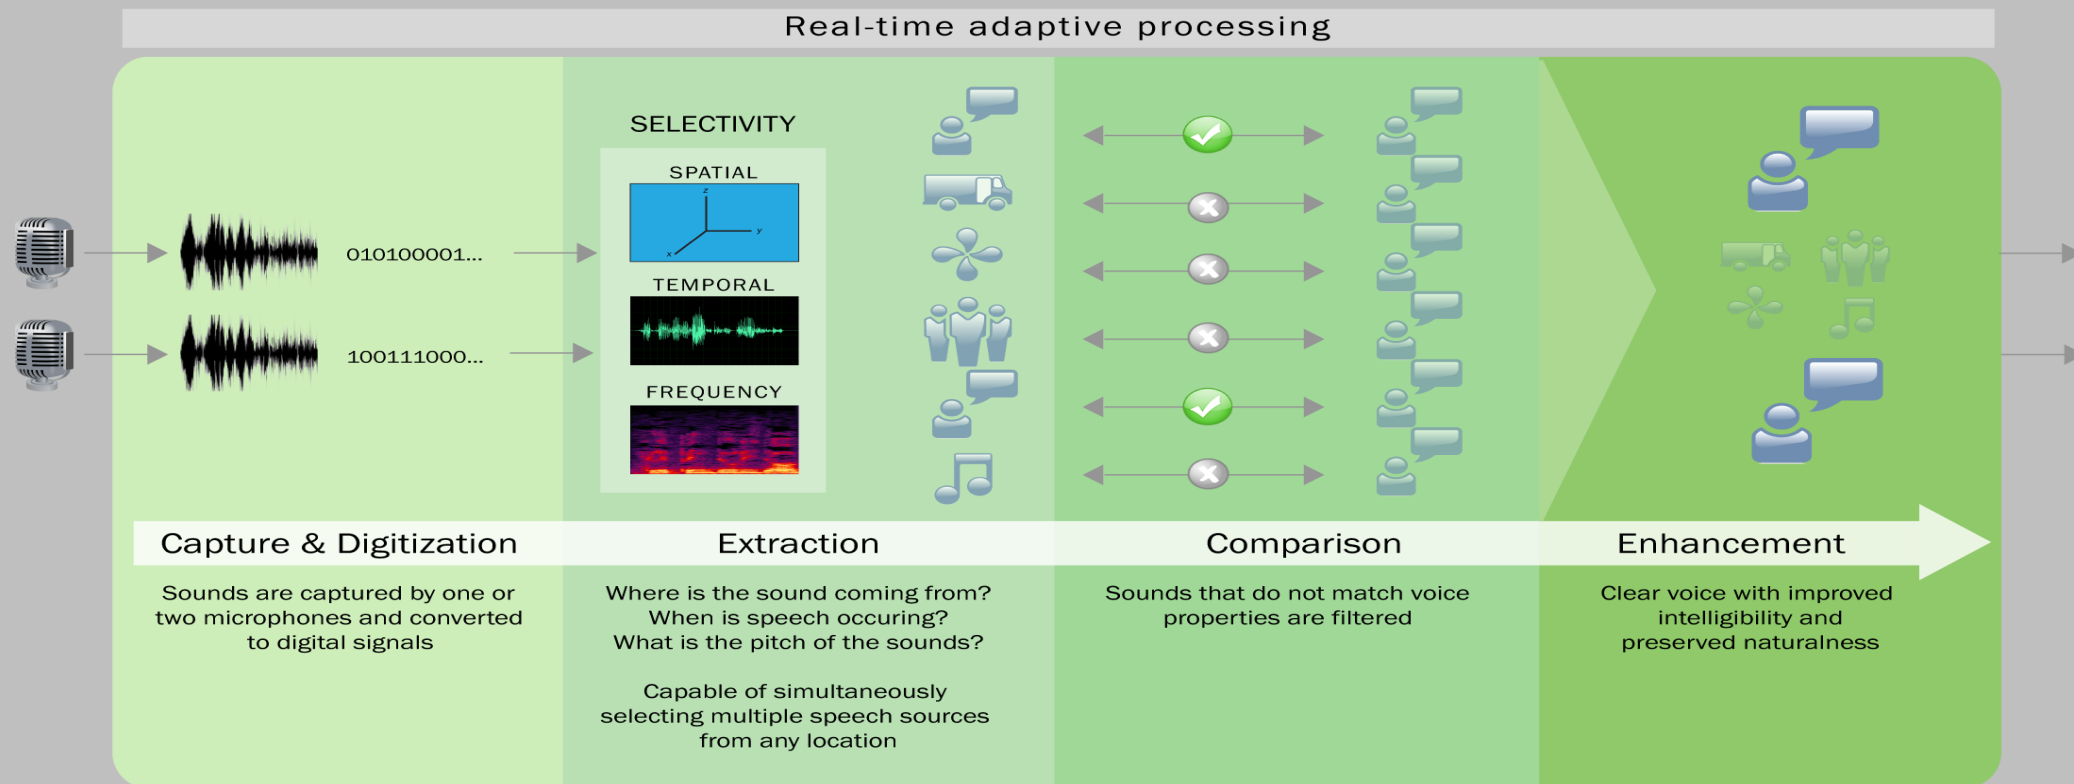 Real-time adaptive processing
010100001...
100111000...
SELECTIVITY
SPATIAL
z
y
x
TEMPORAL
FREQUENCY
Capture & Digitization
Sounds are captured by one or
two microphones and converted
to digital signals
Extraction
Where is the sound coming from?
When is speech occuring?
What is the pitch of the sounds?
Capable of simultaneously
selecting multiple speech sources
from any location
Comparison
Sounds that do not match voice
properties are filtered
Enhancement
Clear voice with improved
intelligibility and
preserved naturalness